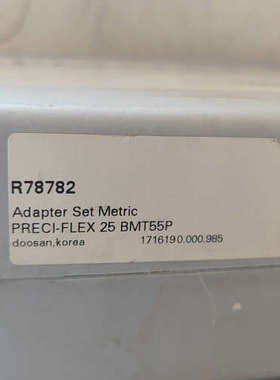 R78782
Adapter Set Metric
PRECI-FLEX 25 BMT55P
doosan,korea 1716190.000.985